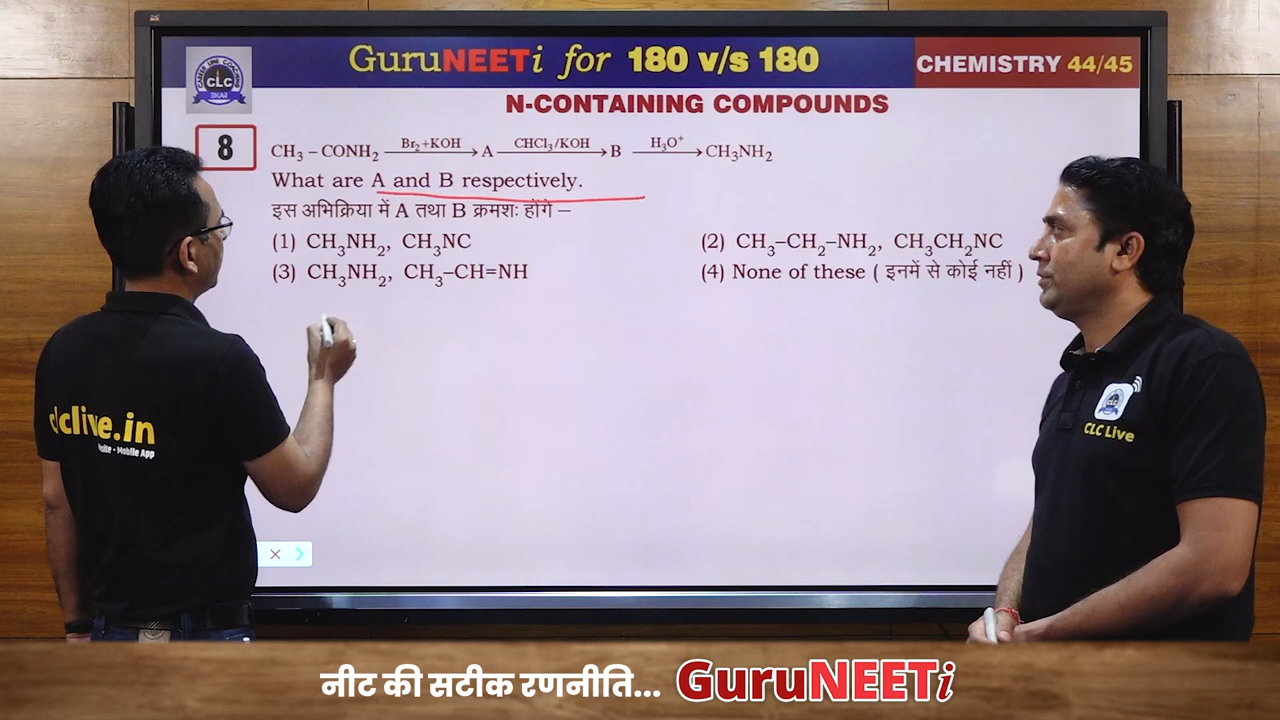 GuruNEETi for 180 v/s 180
CHEMISTRY 44/45
CLC
SIKAR
N-CONTAINING COMPOUNDS
8
CH₃ – CONH₂ —Br₂+KOH→ A —CHCl₃/KOH→ B —H₃O⁺→ CH₃NH₂
What are A and B respectively.
इस अभिक्रिया में A तथा B क्रमशः होंगे –
(1) CH₃NH₂, CH₃NC
(2) CH₃–CH₂–NH₂, CH₃CH₂NC
(3) CH₃NH₂, CH₃–CH=NH
(4) None of these ( इनमें से कोई नहीं )
clclive.in
Mobile App
CLC
CLC Live
नीट की सटीक रणनीति... GuruNEETi